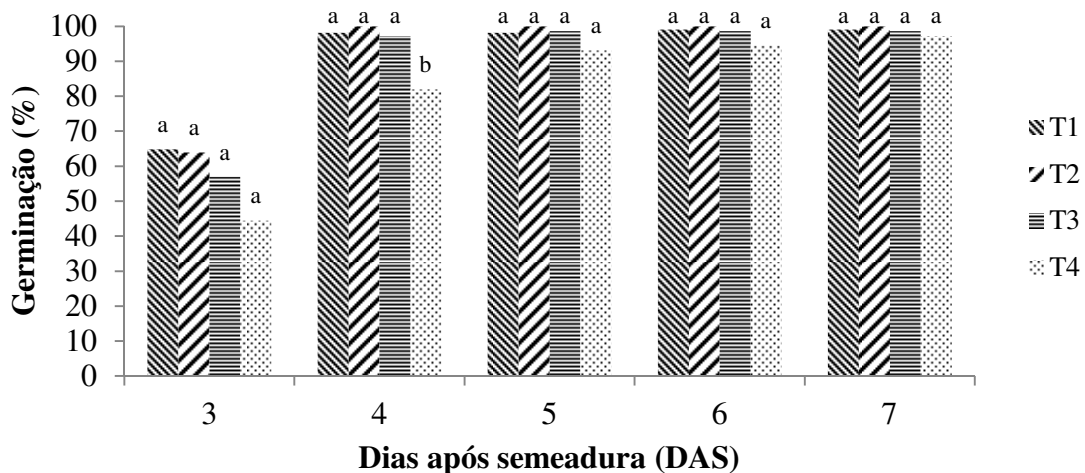 a a a a a a a a a
a
100
90
b
80
70
a a
60
a
50
a
40
30
20
10
0
Germinação (%)
3 4 5 6 7
Dias após semeadura (DAS)
a a a a a a a
T1
T2
T3
T4